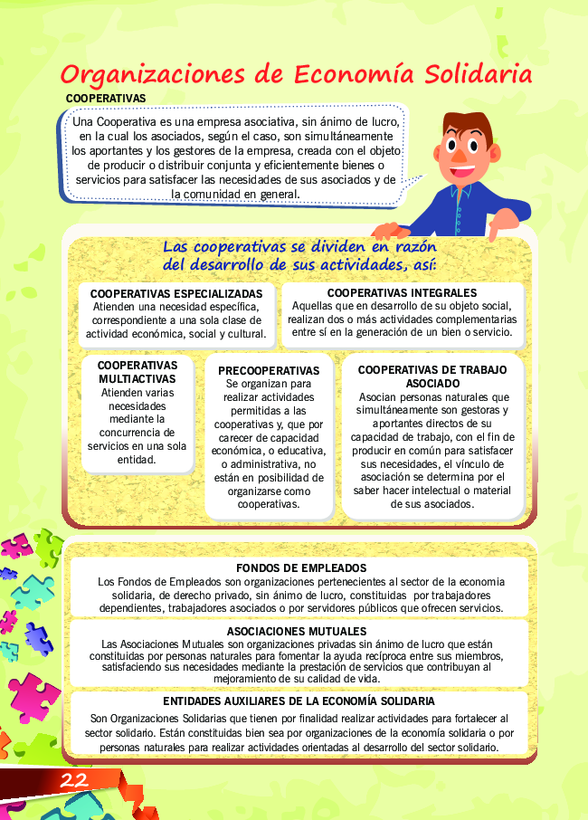 Organizaciones de Economía Solidaria
COOPERATIVAS
Una Cooperativa es una empresa asociativa, sin ánimo de lucro,
en la cual los asociados, según el caso, son simultáneamente
los aportantes y los gestores de la empresa, creada con el objeto
de producir o distribuir conjunta y eficientemente bienes o
servicios para satisfacer las necesidades de sus asociados y de
la comunidad en general.
Las cooperativas se dividen en razón
del desarrollo de sus actividades, así:
COOPERATIVAS ESPECIALIZADAS
Atienden una necesidad específica,
correspondiente a una sola clase de
actividad económica, social y cultural.
COOPERATIVAS INTEGRALES
Aquellas que en desarrollo de su objeto social,
realizan dos o más actividades complementarias
entre sí en la generación de un bien o servicio.
COOPERATIVAS
MULTIACTIVAS
Atienden varias
necesidades
mediante la
concurrencia de
servicios en una sola
entidad.
PRECOOPERATIVAS
Se organizan para
realizar actividades
permitidas a las
cooperativas y, que por
carecer de capacidad
económica, o educativa,
o administrativa, no
están en posibilidad de
organizarse como
cooperativas.
COOPERATIVAS DE TRABAJO
ASOCIADO
Asocian personas naturales que
simultáneamente son gestoras y
aportantes directos de su
capacidad de trabajo, con el fin de
producir en común para satisfacer
sus necesidades, el vínculo de
asociación se determina por el
saber hacer intelectual o material
de sus asociados.
FONDOS DE EMPLEADOS
Los Fondos de Empleados son organizaciones pertenecientes al sector de la economia
solidaria, de derecho privado, sin ánimo de lucro, constituidas por trabajadores
dependientes, trabajadores asociados o por servidores públicos que ofrecen servicios.
ASOCIACIONES MUTUALES
Las Asociaciones Mutuales son organizaciones privadas sin ánimo de lucro que están
constituidas por personas naturales para fomentar la ayuda recíproca entre sus miembros,
satisfaciendo sus necesidades mediante la prestación de servicios que contribuyan al
mejoramiento de su calidad de vida.
ENTIDADES AUXILIARES DE LA ECONOMÍA SOLIDARIA
Son Organizaciones Solidarias que tienen por finalidad realizar actividades para fortalecer al
sector solidario. Están constituidas bien sea por organizaciones de la economía solidaria o por
personas naturales para realizar actividades orientadas al desarrollo del sector solidario.
22